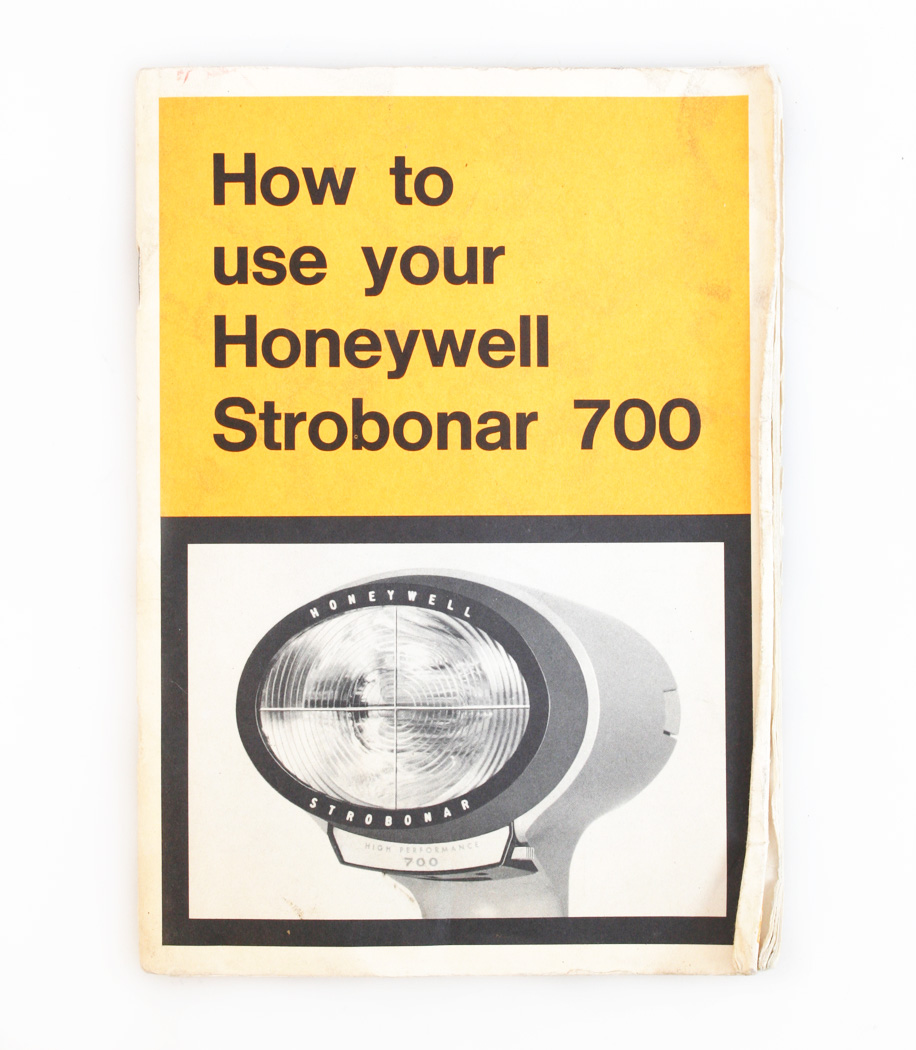 How to
use your
Honeywell
Strobonar 700
HONEYWELL
STROBONAR
HIGH PERFORMANCE
700